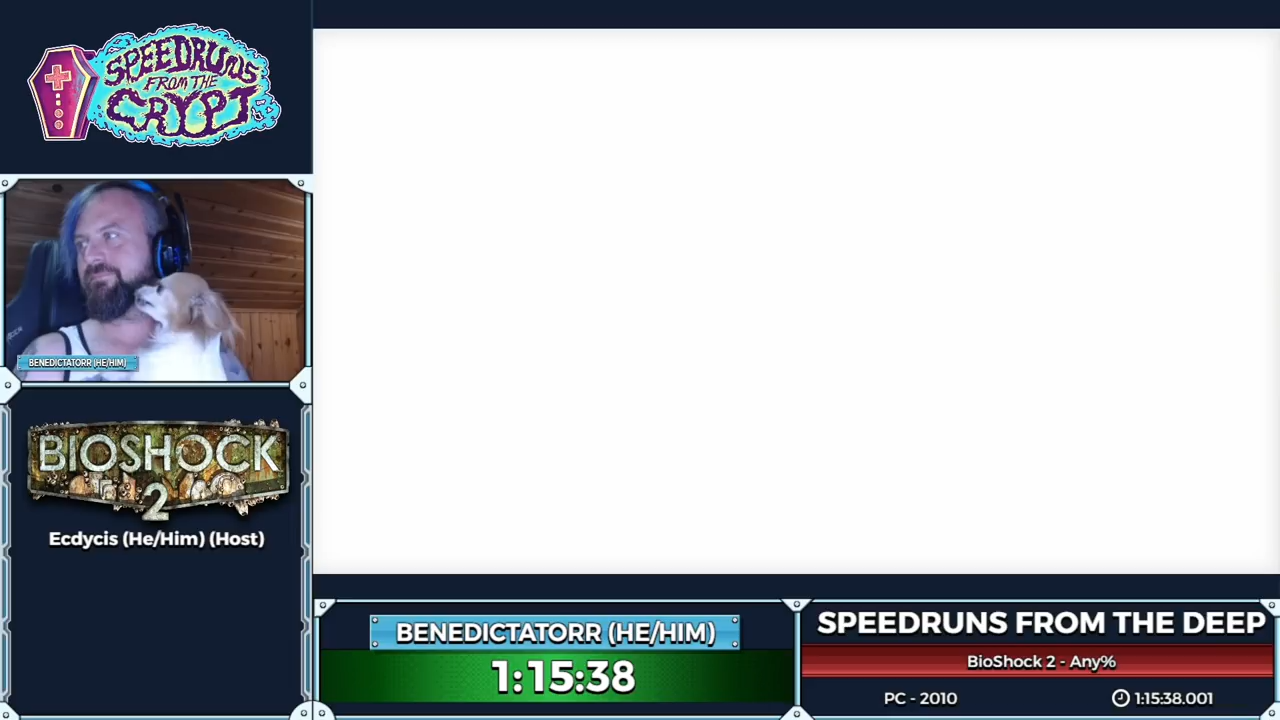 SPEEDRUNS
FROM THE
CRYPT
BENEDICTATORR (HE/HIM)
BIOSHOCK
2
Ecdycis (He/Him) (Host)
BENEDICTATORR (HE/HIM)
1:15:38
SPEEDRUNS FROM THE DEEP
BioShock 2 - Any%
PC - 2010
1:15:38.001